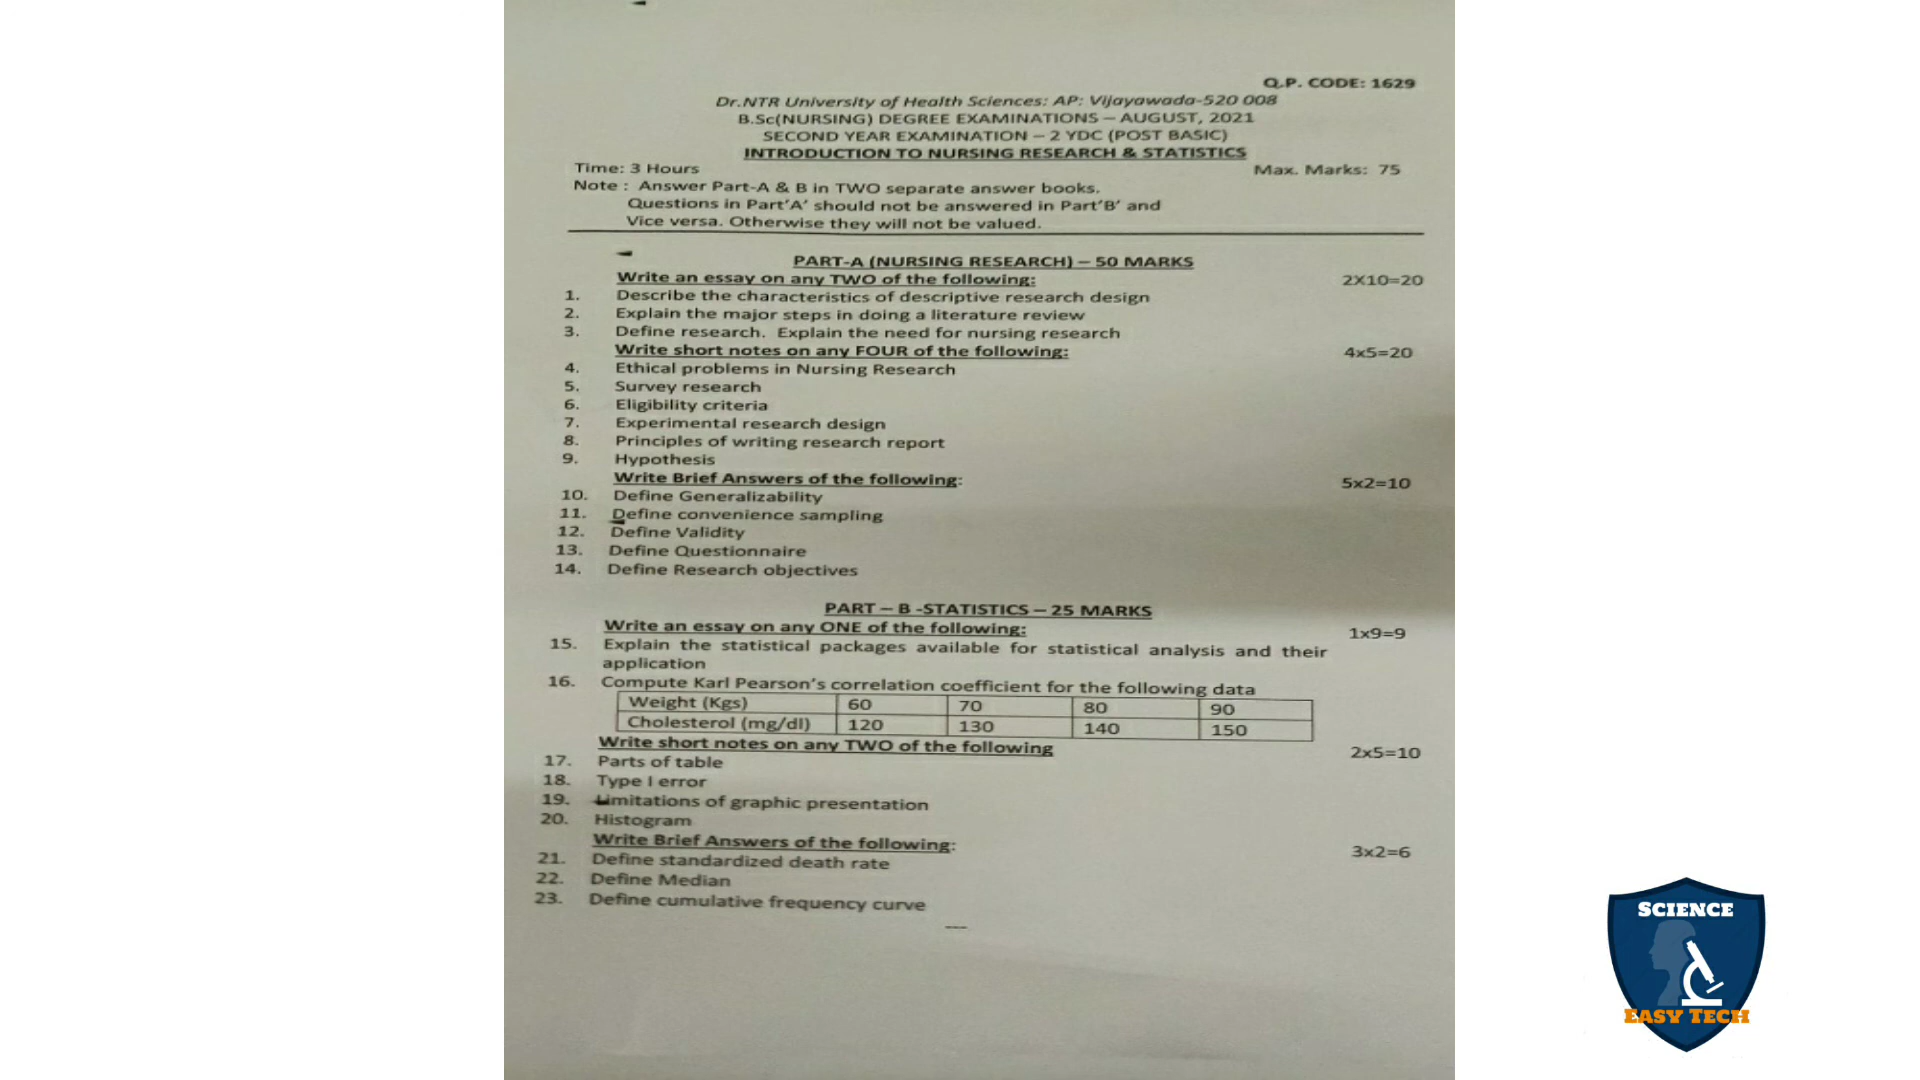 Q.P. CODE: 1629
Dr.NTR University of Health Sciences: AP: Vijayawada-520 008
B.Sc(NURSING) DEGREE EXAMINATIONS – AUGUST, 2021
SECOND YEAR EXAMINATION – 2 YDC (POST BASIC)
INTRODUCTION TO NURSING RESEARCH & STATISTICS
Time: 3 Hours Max. Marks: 75
Note : Answer Part-A & B in TWO separate answer books.
Questions in Part'A' should not be answered in Part'B' and
Vice versa. Otherwise they will not be valued.
PART-A (NURSING RESEARCH) – 50 MARKS
Write an essay on any TWO of the following: 2X10=20
1. Describe the characteristics of descriptive research design
2. Explain the major steps in doing a literature review
3. Define research. Explain the need for nursing research
Write short notes on any FOUR of the following: 4x5=20
4. Ethical problems in Nursing Research
5. Survey research
6. Eligibility criteria
7. Experimental research design
8. Principles of writing research report
9. Hypothesis
Write Brief Answers of the following: 5x2=10
10. Define Generalizability
11. Define convenience sampling
12. Define Validity
13. Define Questionnaire
14. Define Research objectives
PART – B -STATISTICS – 25 MARKS
Write an essay on any ONE of the following: 1x9=9
15. Explain the statistical packages available for statistical analysis and their
application
16. Compute Karl Pearson's correlation coefficient for the following data
Weight (Kgs) 60 70 80 90
Cholesterol (mg/dl) 120 130 140 150
Write short notes on any TWO of the following 2x5=10
17. Parts of table
18. Type I error
19. Limitations of graphic presentation
20. Histogram
Write Brief Answers of the following: 3x2=6
21. Define standardized death rate
22. Define Median
23. Define cumulative frequency curve
---
SCIENCE
EASY TECH